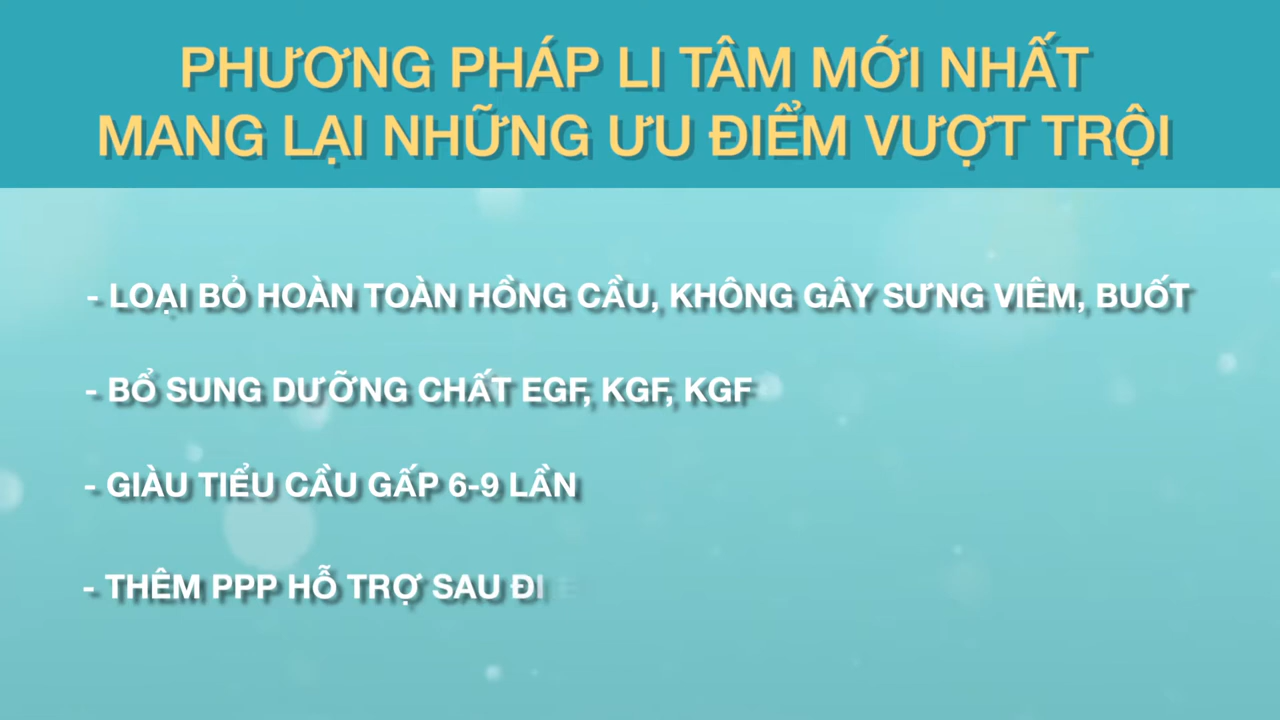 PHƯƠNG PHÁP LI TÂM MỚI NHẤT
MANG LẠI NHỮNG ƯU ĐIỂM VƯỢT TRỘI
- LOẠI BỎ HOÀN TOÀN HỒNG CẦU, KHÔNG GÂY SƯNG VIÊM, BUỐT
- BỔ SUNG DƯỠNG CHẤT EGF, KGF, KGF
- GIÀU TIỂU CẦU GẤP 6-9 LẦN
- THÊM PPP HỖ TRỢ SAU